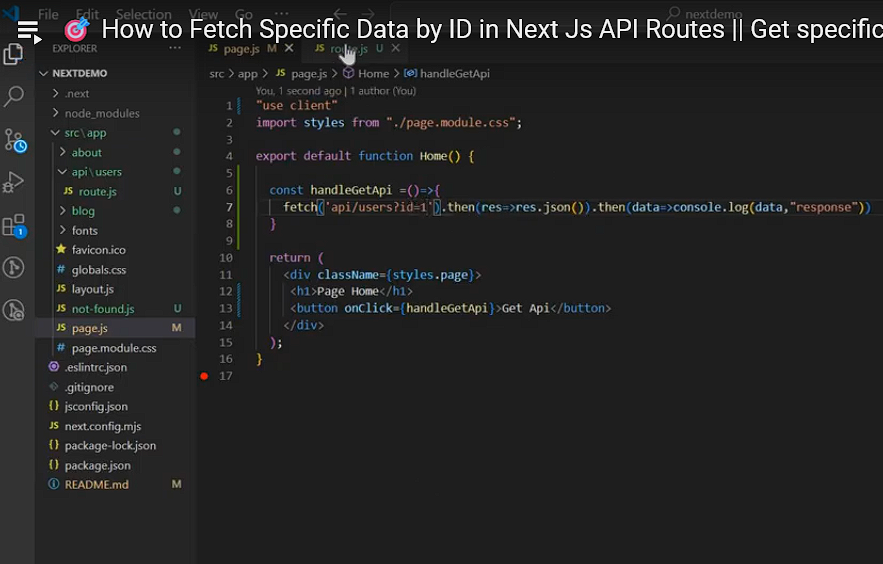 File Edit Selection View Go ··· nextdemo
How to Fetch Specific Data by ID in Next Js API Routes || Get specific
EXPLORER ···
JS page.js M × JS route.js U ×
NEXTDEMO
src > app > JS page.js > Home > handleGetApi
You, 1 second ago | 1 author (You)
.next
node_modules
src\app
about
api\users
JS route.js U
blog
fonts
favicon.ico
# globals.css
JS layout.js
JS not-found.js U
JS page.js M
# page.module.css
.eslintrc.json
.gitignore
{} jsconfig.json
JS next.config.mjs
{} package-lock.json
{} package.json
README.md M
1
1 "use client"
2 import styles from "./page.module.css";
3
4 export default function Home() {
5
6 const handleGetApi =()=>{
7 fetch('api/users?id=1').then(res=>res.json()).then(data=>console.log(data,"response"))
8 }
9
10 return (
11 <div className={styles.page}>
12 <h1>Page Home</h1>
13 <button onClick={handleGetApi}>Get Api</button>
14 </div>
15 );
16 }
17